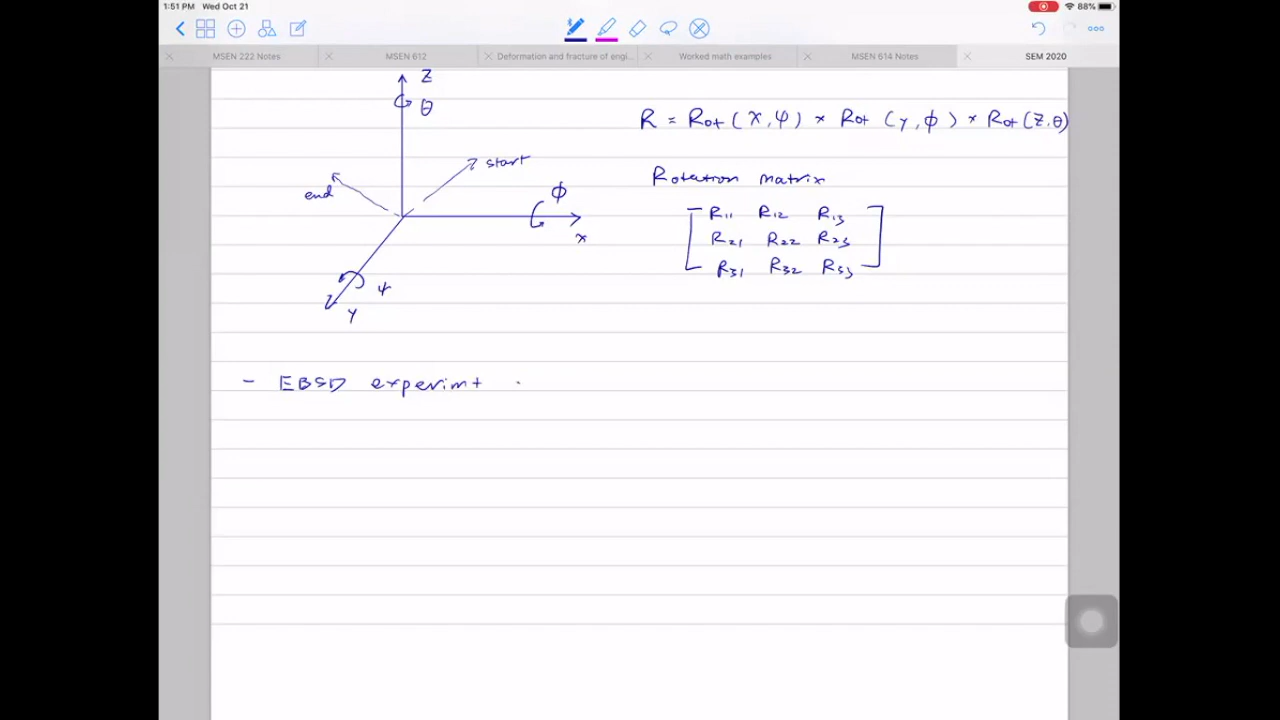 1:51 PM Wed Oct 21
88%
MSEN 222 Notes
MSEN 612
Deformation and fracture of engi...
Worked math examples
MSEN 614 Notes
SEM 2020
Z
θ
start
end
ϕ
x
ψ
Y
R = Rot (X, ψ) × Rot (y, ϕ) × Rot (Z, θ)
Rotation matrix
R11 R12 R13
R21 R22 R23
R31 R32 R33
- EBSD experimt